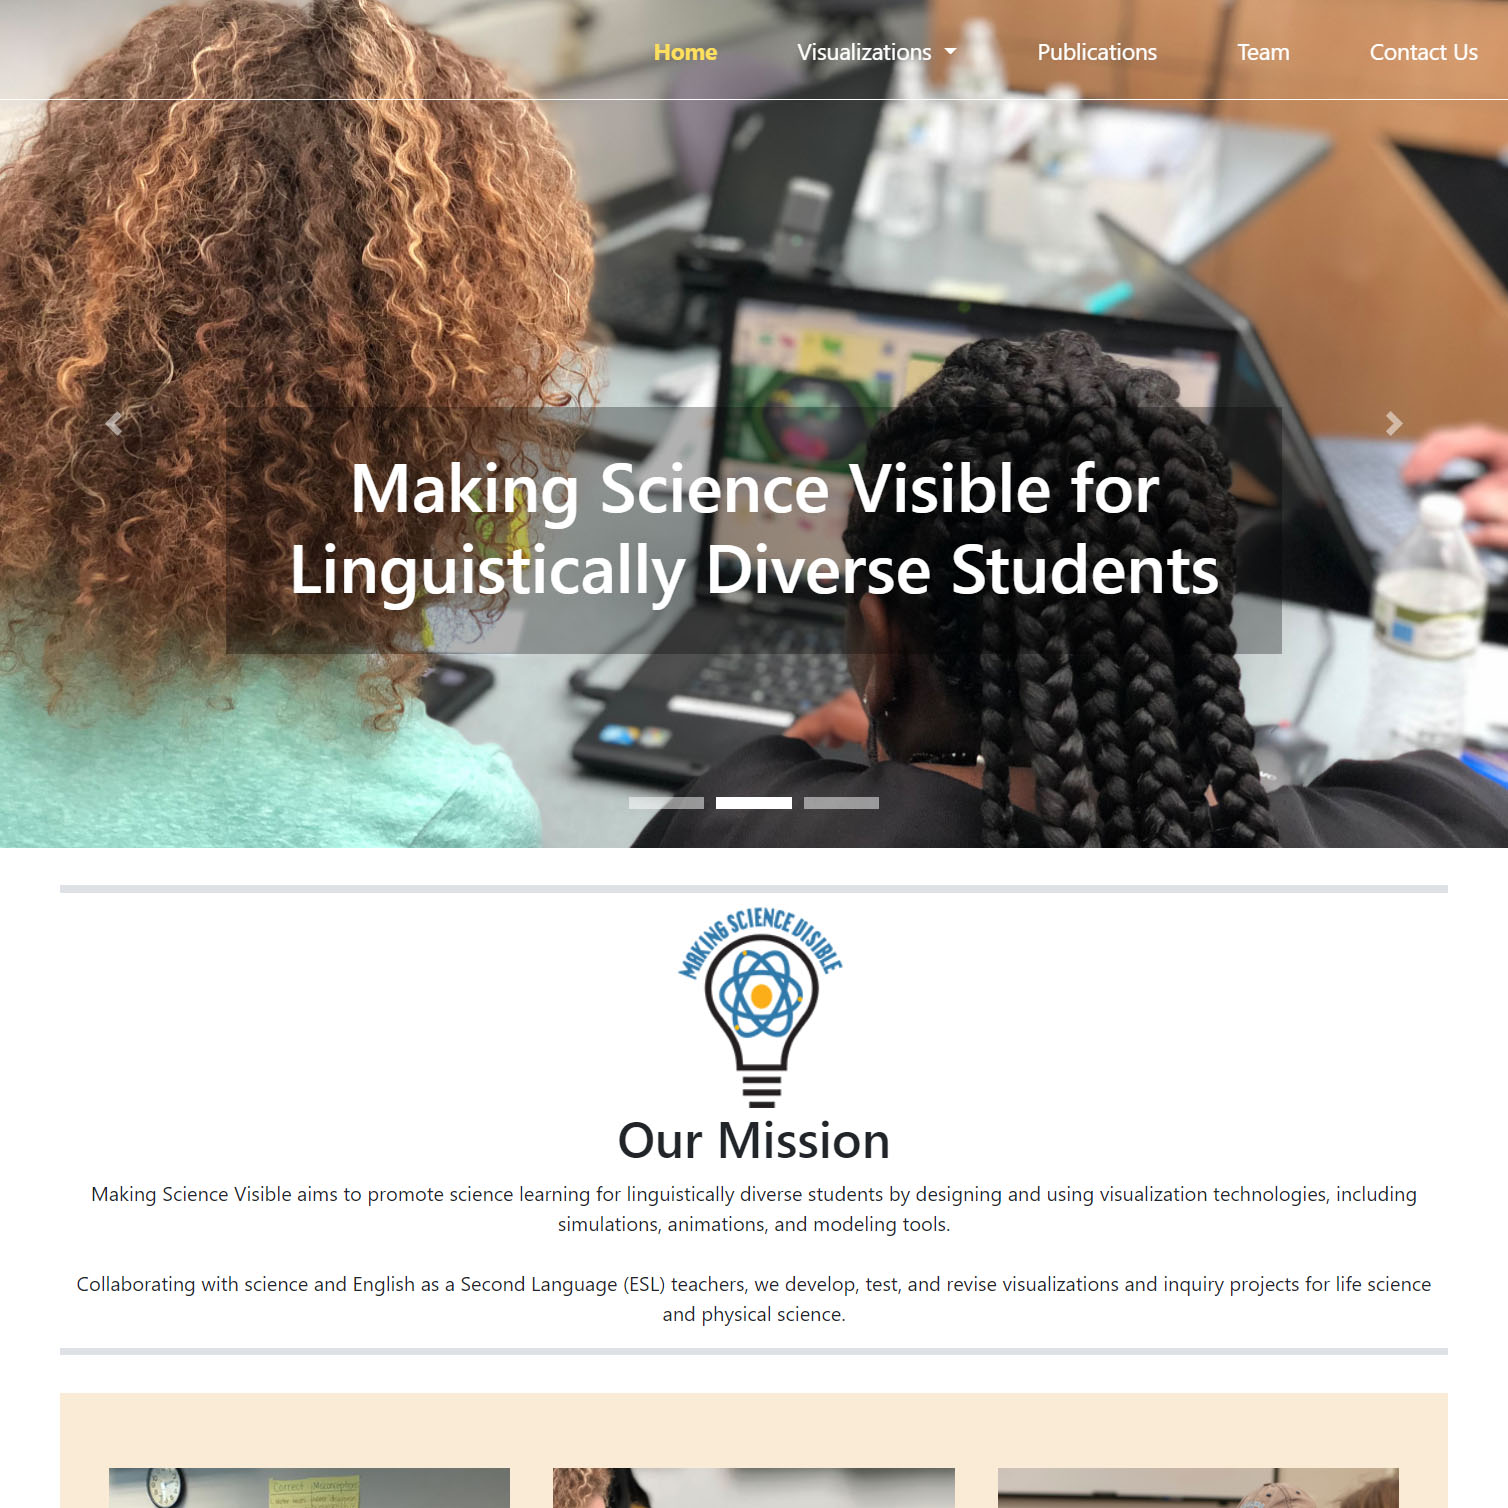 Home
Visualizations
Publications
Team
Contact Us
Making Science Visible for
Linguistically Diverse Students
MAKING SCIENCE VISIBLE
Our Mission
Making Science Visible aims to promote science learning for linguistically diverse students by designing and using visualization technologies, including
simulations, animations, and modeling tools.
Collaborating with science and English as a Second Language (ESL) teachers, we develop, test, and revise visualizations and inquiry projects for life science
and physical science.
Correct
Misconception